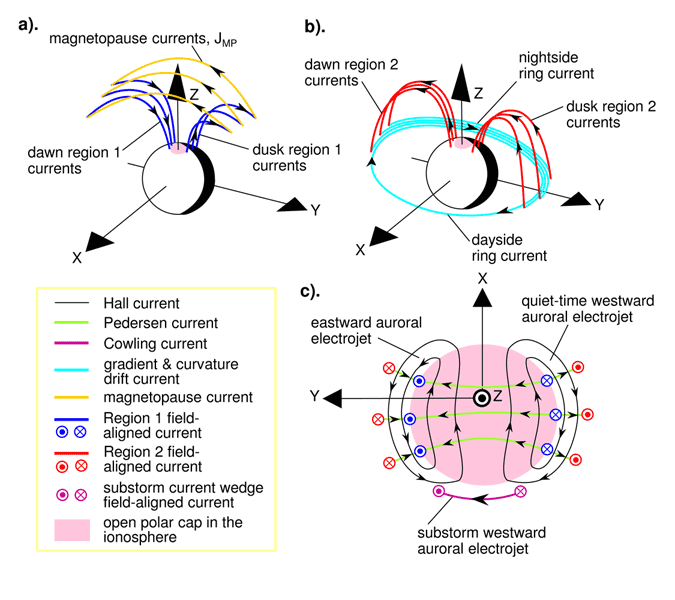 a).
magnetopause currents, JMP
Z
dawn region 1
currents
dusk region 1
currents
Y
X
b).
dawn region 2
currents
nightside
ring current
Z
dusk region 2
currents
Y
X
dayside
ring current
Hall current
Pedersen current
Cowling current
gradient & curvature
drift current
magnetopause current
Region 1 field-
aligned current
Region 2 field-
aligned current
substorm current wedge
field-aligned current
open polar cap in the
ionosphere
c).
X
eastward auroral
electrojet
quiet-time westward
auroral electrojet
Y
Z
substorm westward
auroral electrojet